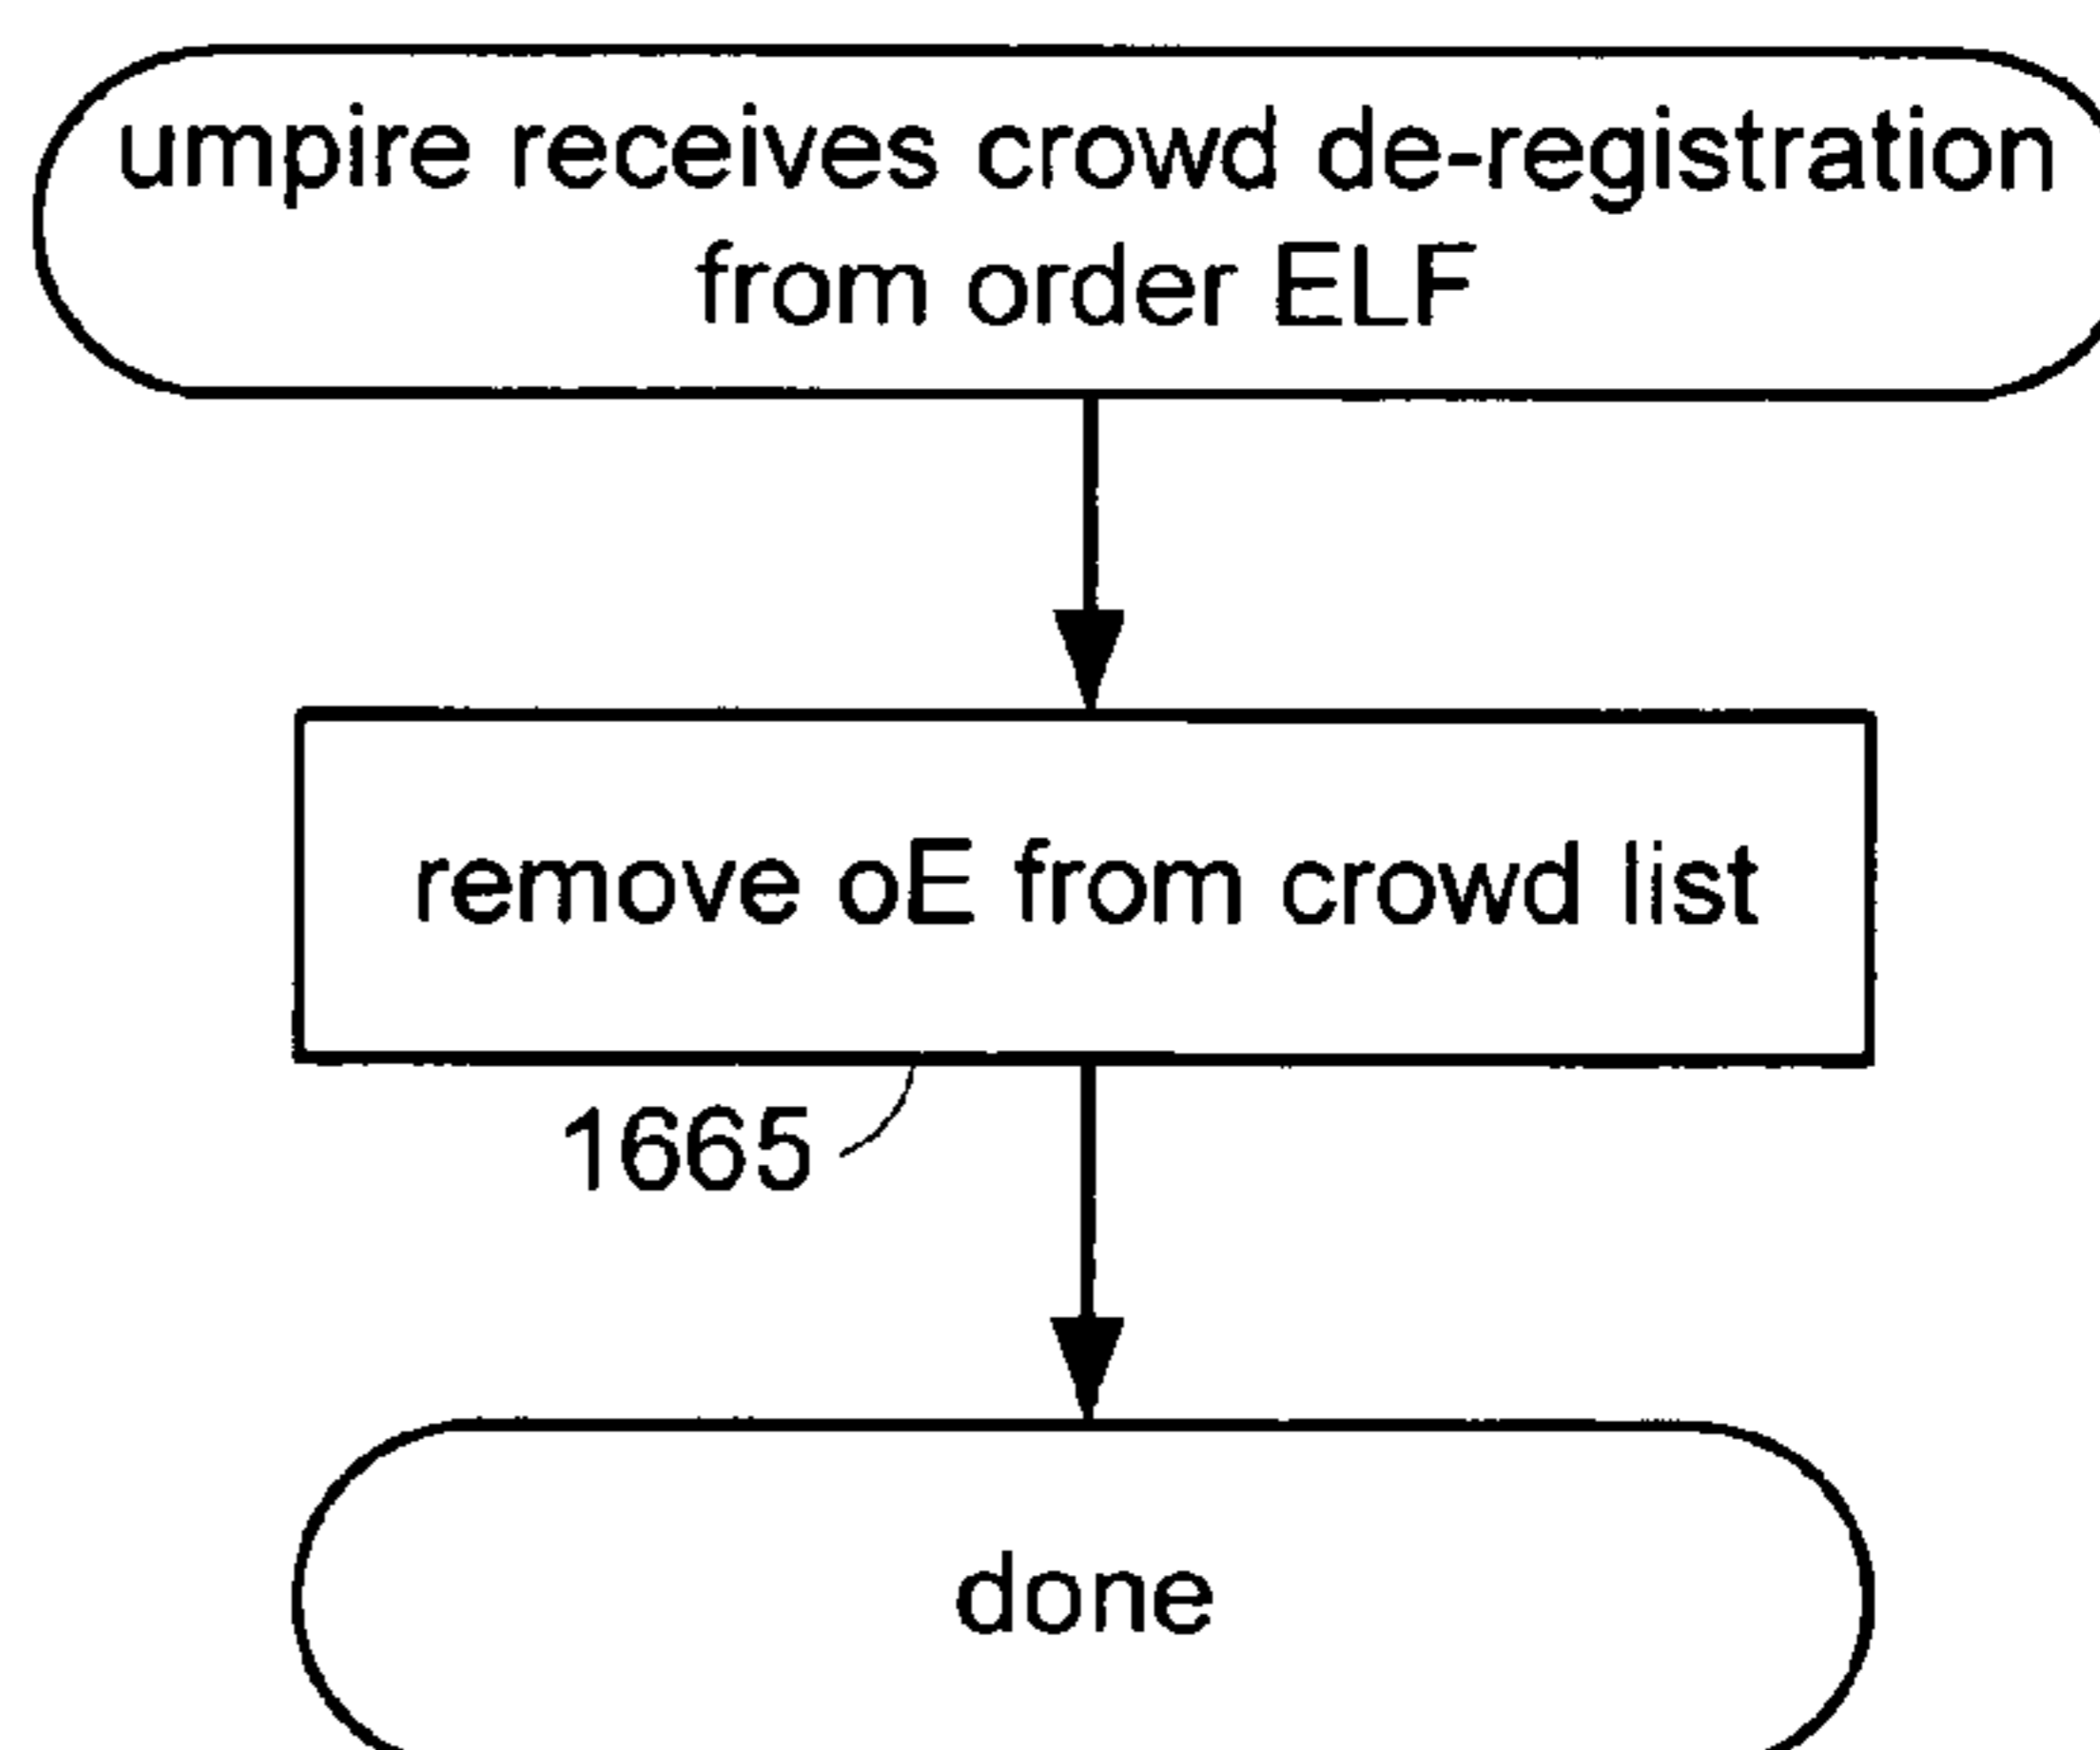 umpire receives crowd de-registration
from order ELF
remove oE from crowd list
1665
done